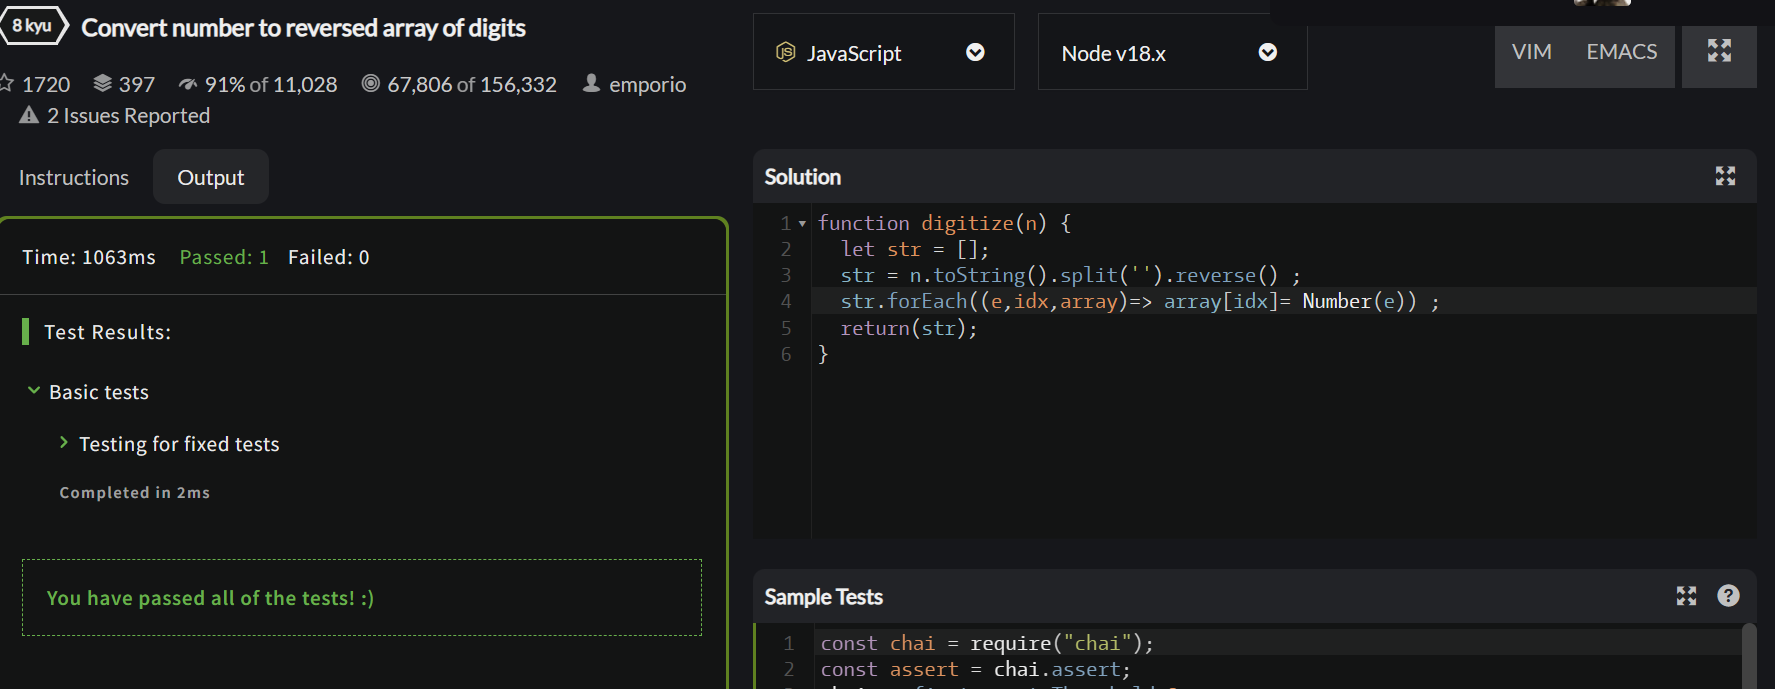 8 kyu Convert number to reversed array of digits
1720 397 91% of 11,028 67,806 of 156,332 emporio
2 Issues Reported
Instructions Output
Time: 1063ms Passed: 1 Failed: 0
Test Results:
Basic tests
Testing for fixed tests
Completed in 2ms
You have passed all of the tests! :)
JS JavaScript Node v18.x VIM EMACS
Solution
1 function digitize(n) {
2 let str = [];
3 str = n.toString().split('').reverse() ;
4 str.forEach((e,idx,array)=> array[idx]= Number(e)) ;
5 return(str);
6 }
Sample Tests ?
1 const chai = require("chai");
2 const assert = chai.assert;